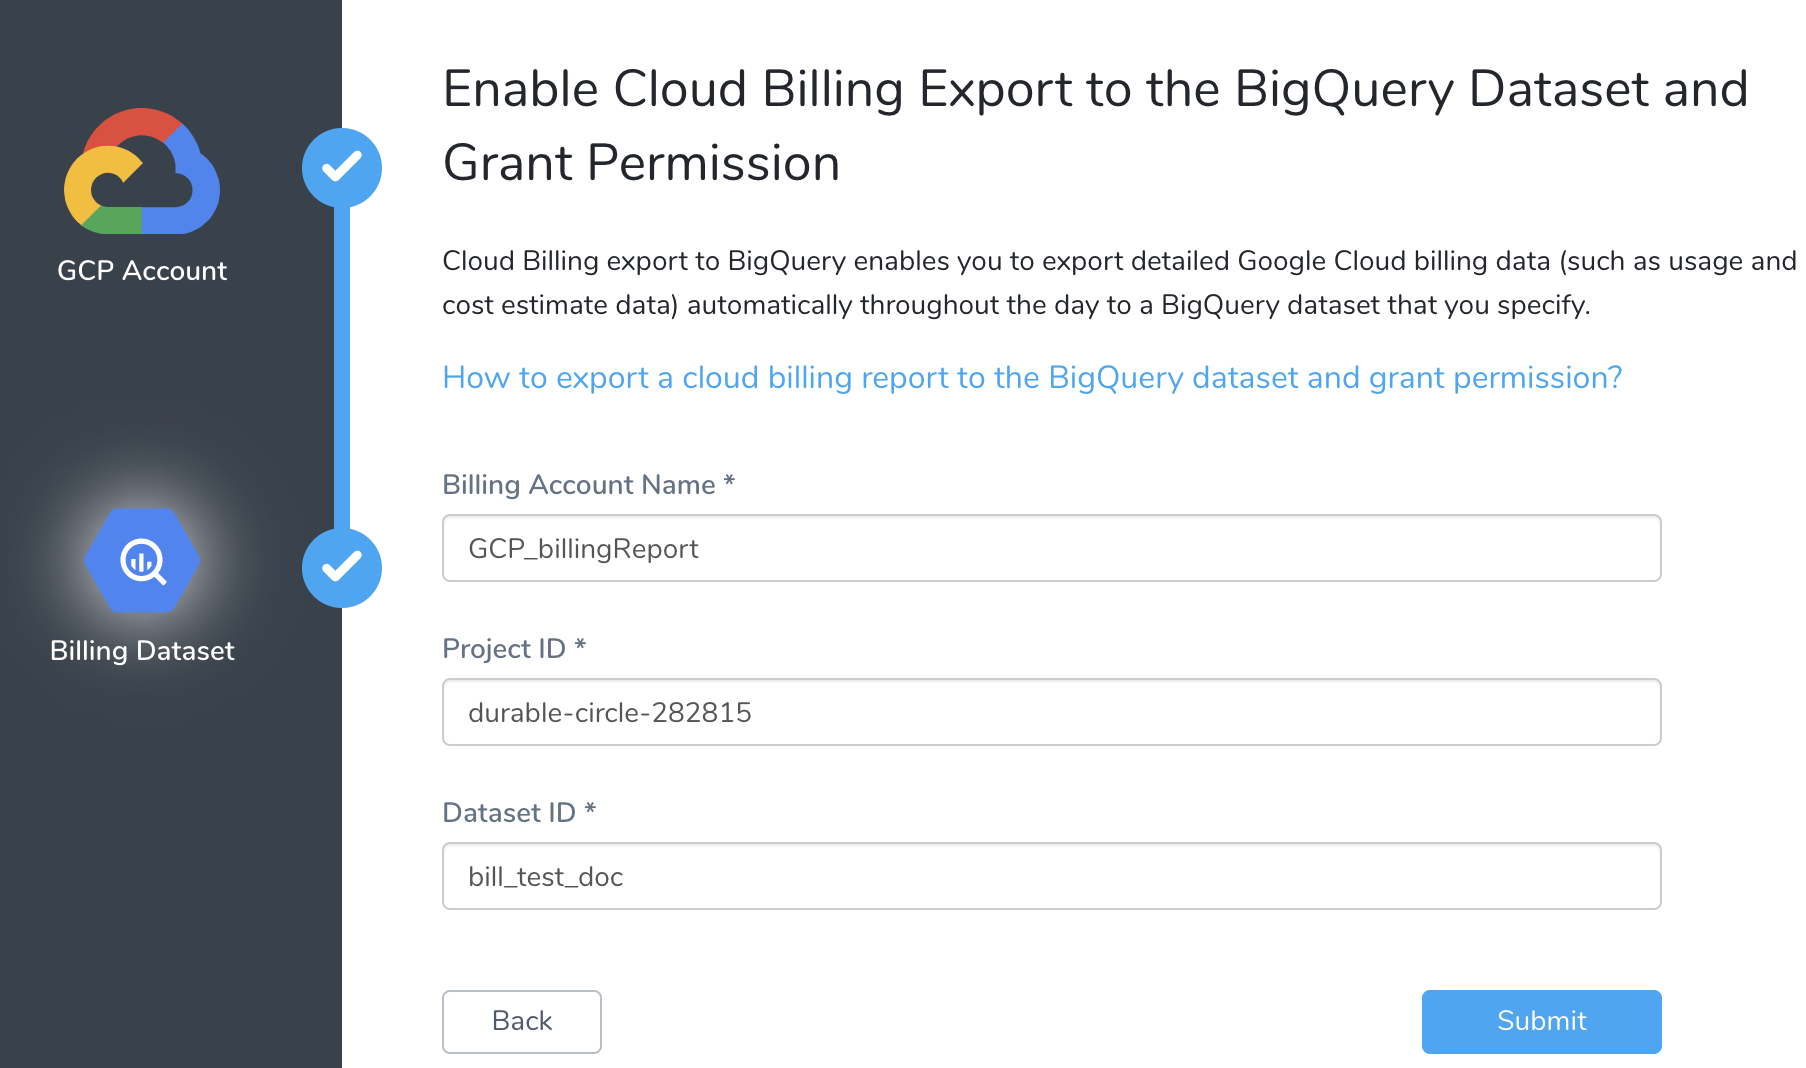 GCP Account
Billing Dataset
Enable Cloud Billing Export to the BigQuery Dataset and
Grant Permission
Cloud Billing export to BigQuery enables you to export detailed Google Cloud billing data (such as usage and
cost estimate data) automatically throughout the day to a BigQuery dataset that you specify.
How to export a cloud billing report to the BigQuery dataset and grant permission?
Billing Account Name *
GCP_billingReport
Project ID *
durable-circle-282815
Dataset ID *
bill_test_doc
Back
Submit